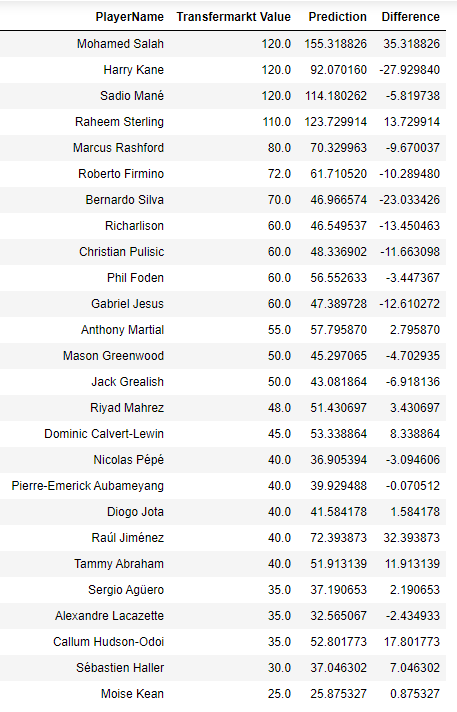 PlayerName Transfermarkt Value Prediction Difference
Mohamed Salah 120.0 155.318826 35.318826
Harry Kane 120.0 92.070160 -27.929840
Sadio Mané 120.0 114.180262 -5.819738
Raheem Sterling 110.0 123.729914 13.729914
Marcus Rashford 80.0 70.329963 -9.670037
Roberto Firmino 72.0 61.710520 -10.289480
Bernardo Silva 70.0 46.966574 -23.033426
Richarlison 60.0 46.549537 -13.450463
Christian Pulisic 60.0 48.336902 -11.663098
Phil Foden 60.0 56.552633 -3.447367
Gabriel Jesus 60.0 47.389728 -12.610272
Anthony Martial 55.0 57.795870 2.795870
Mason Greenwood 50.0 45.297065 -4.702935
Jack Grealish 50.0 43.081864 -6.918136
Riyad Mahrez 48.0 51.430697 3.430697
Dominic Calvert-Lewin 45.0 53.338864 8.338864
Nicolas Pépé 40.0 36.905394 -3.094606
Pierre-Emerick Aubameyang 40.0 39.929488 -0.070512
Diogo Jota 40.0 41.584178 1.584178
Raúl Jiménez 40.0 72.393873 32.393873
Tammy Abraham 40.0 51.913139 11.913139
Sergio Agüero 35.0 37.190653 2.190653
Alexandre Lacazette 35.0 32.565067 -2.434933
Callum Hudson-Odoi 35.0 52.801773 17.801773
Sébastien Haller 30.0 37.046302 7.046302
Moise Kean 25.0 25.875327 0.875327